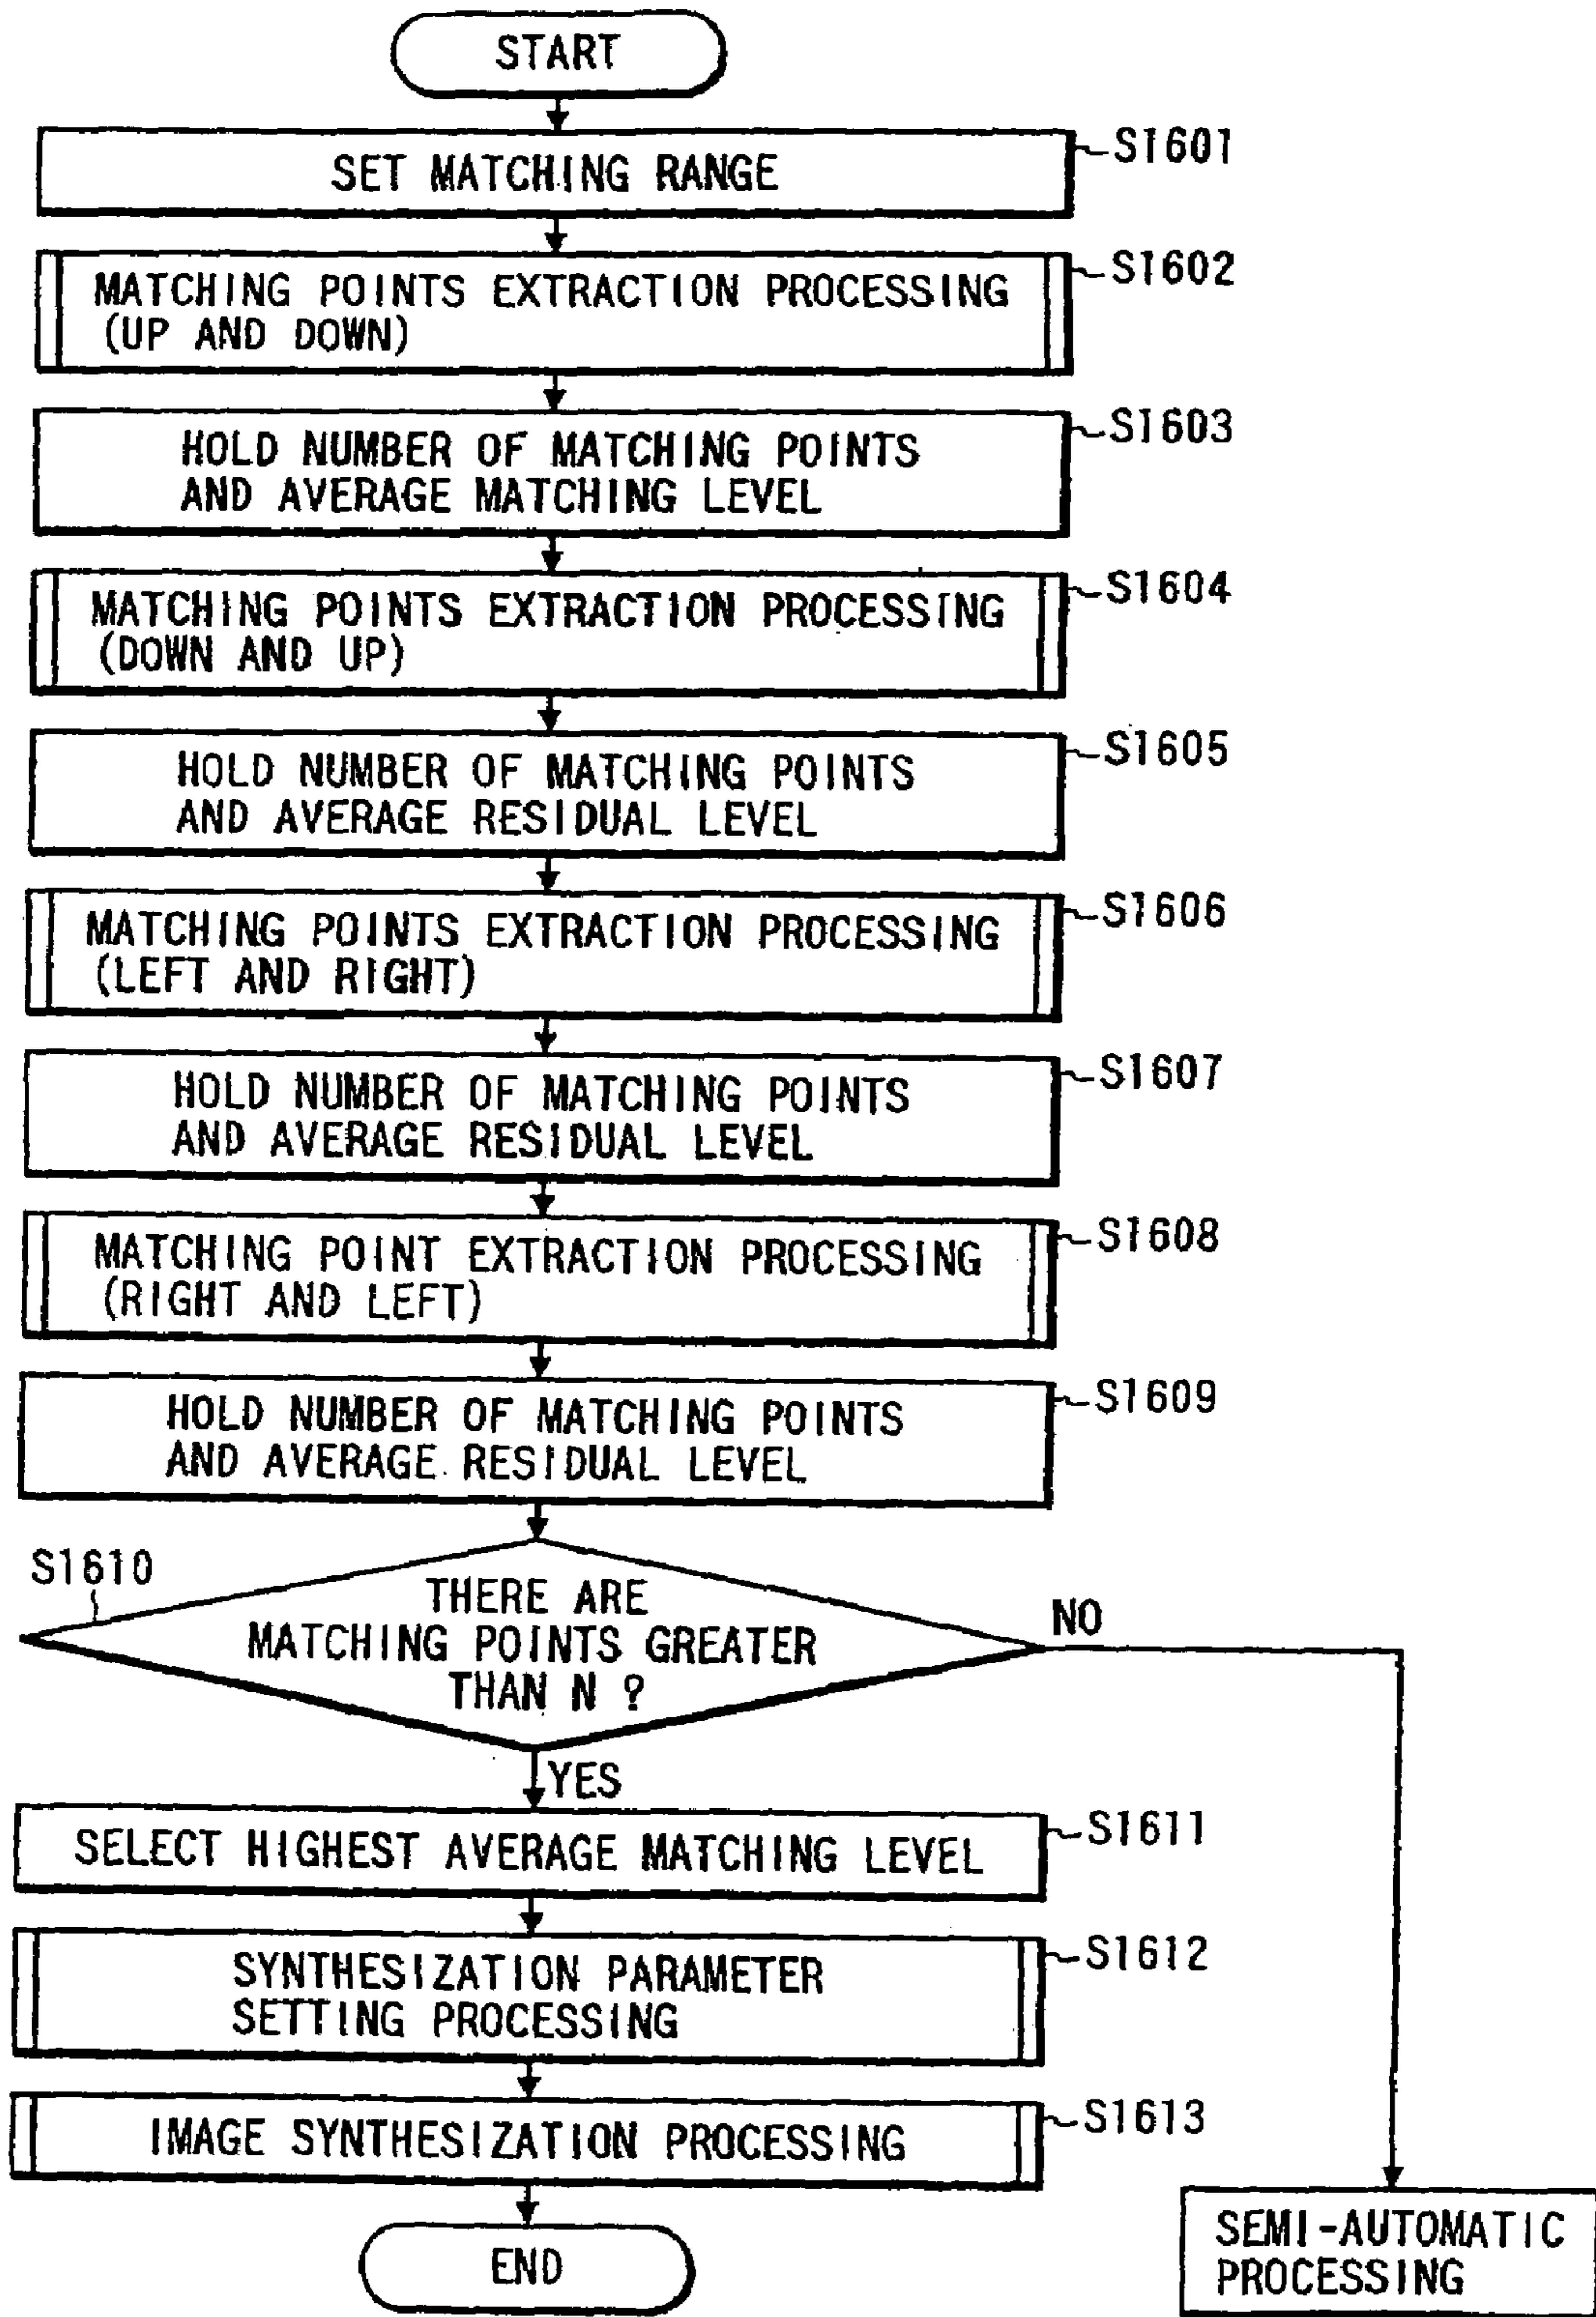 START
SET MATCHING RANGE
S1601
MATCHING POINTS EXTRACTION PROCESSING
(UP AND DOWN)
S1602
HOLD NUMBER OF MATCHING POINTS
AND AVERAGE MATCHING LEVEL
S1603
MATCHING POINTS EXTRACTION PROCESSING
(DOWN AND UP)
S1604
HOLD NUMBER OF MATCHING POINTS
AND AVERAGE RESIDUAL LEVEL
S1605
MATCHING POINTS EXTRACTION PROCESSING
(LEFT AND RIGHT)
S1606
HOLD NUMBER OF MATCHING POINTS
AND AVERAGE RESIDUAL LEVEL
S1607
MATCHING POINT EXTRACTION PROCESSING
(RIGHT AND LEFT)
S1608
HOLD NUMBER OF MATCHING POINTS
AND AVERAGE RESIDUAL LEVEL
S1609
S1610
THERE ARE
MATCHING POINTS GREATER
THAN N ?
NO
YES
SELECT HIGHEST AVERAGE MATCHING LEVEL
S1611
SYNTHESIZATION PARAMETER
SETTING PROCESSING
S1612
IMAGE SYNTHESIZATION PROCESSING
S1613
END
SEMI-AUTOMATIC
PROCESSING